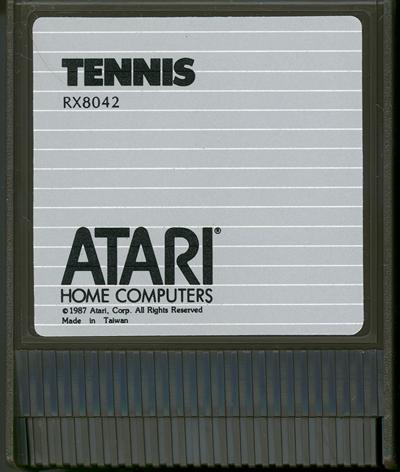 TENNIS
RX8042
ATARI®
HOME COMPUTERS
©1987 Atari, Corp. All Rights Reserved
Made in Taiwan